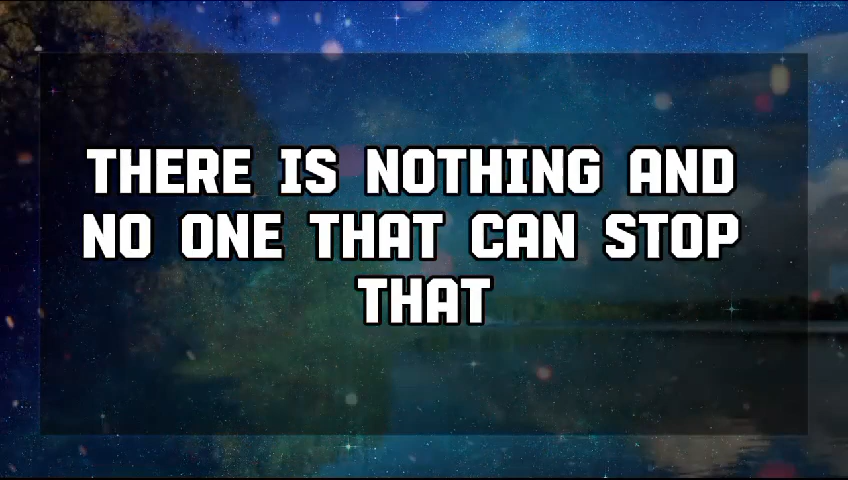 THERE IS NOTHING AND
NO ONE THAT CAN STOP
THAT